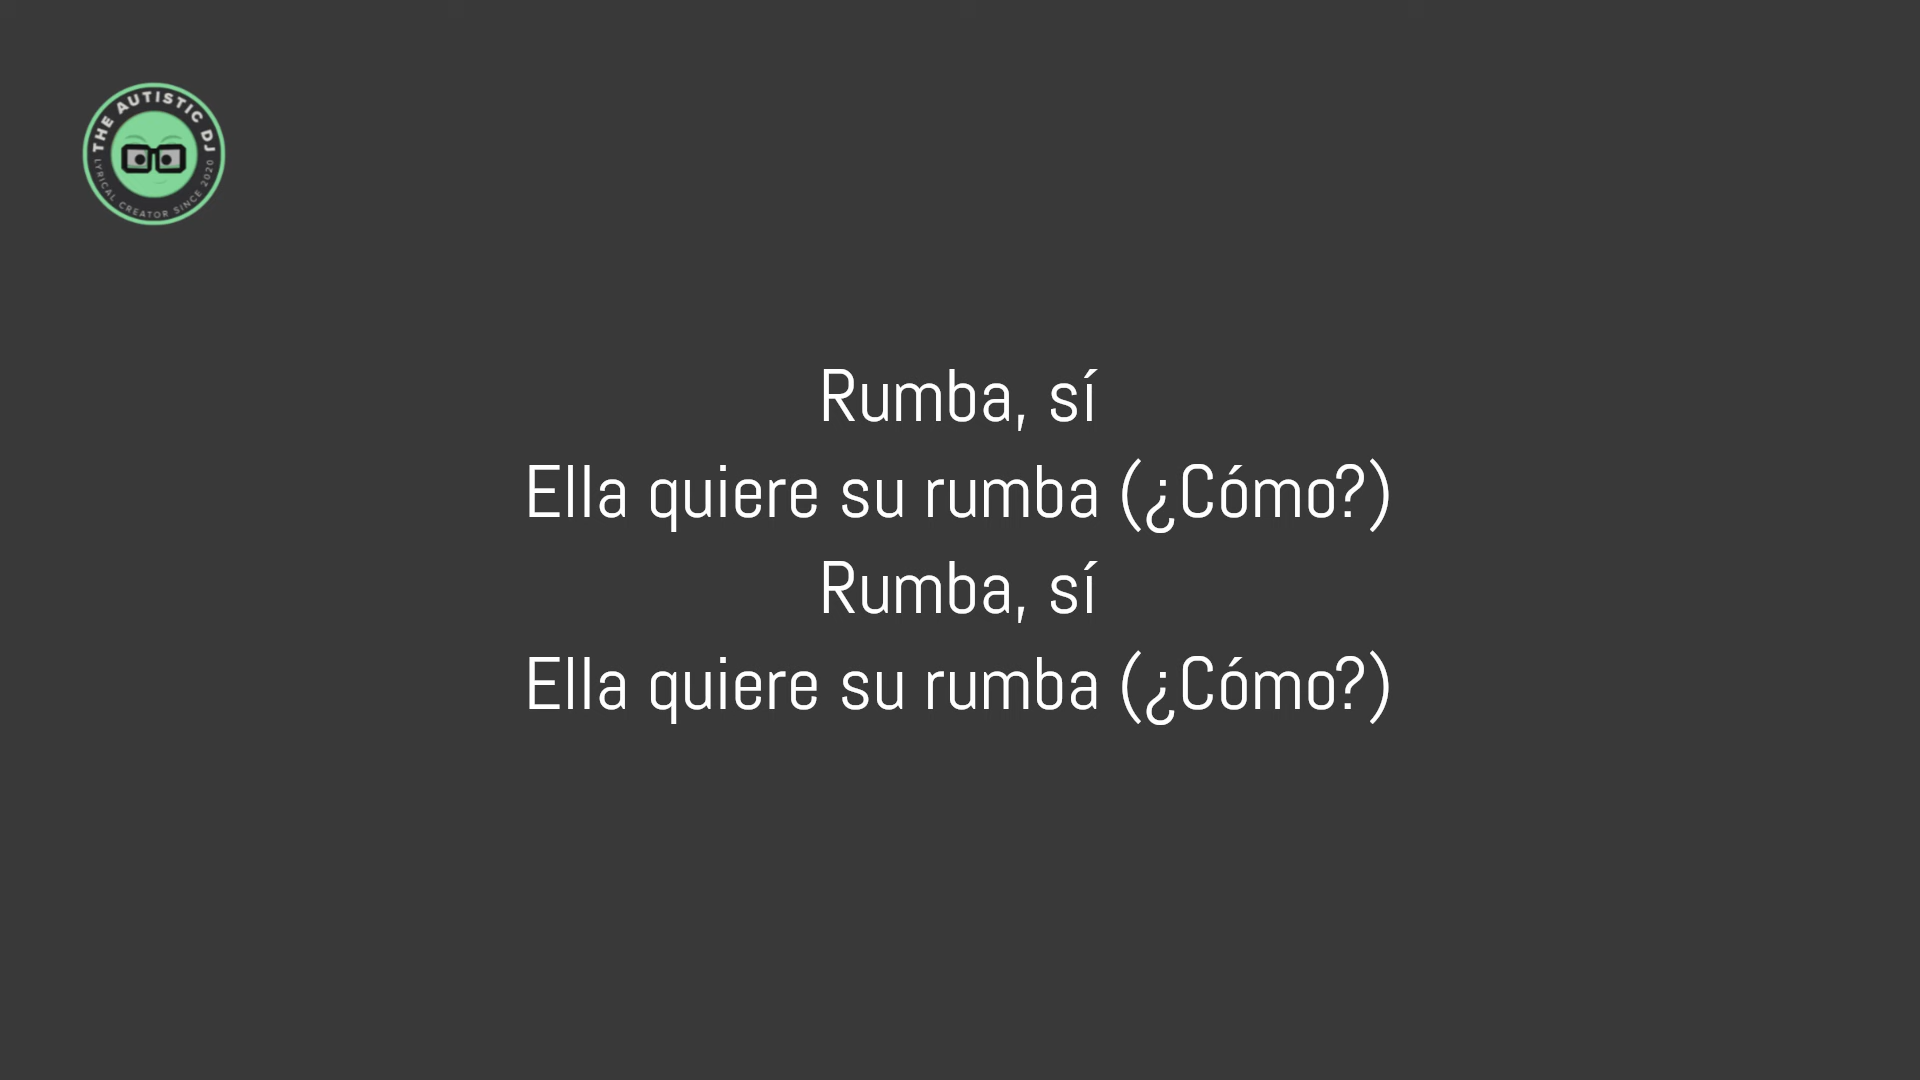 THE AUTISTIC DJ
LYRICAL CREATOR SINCE 2020
Rumba, sí
Ella quiere su rumba (¿Cómo?)
Rumba, sí
Ella quiere su rumba (¿Cómo?)